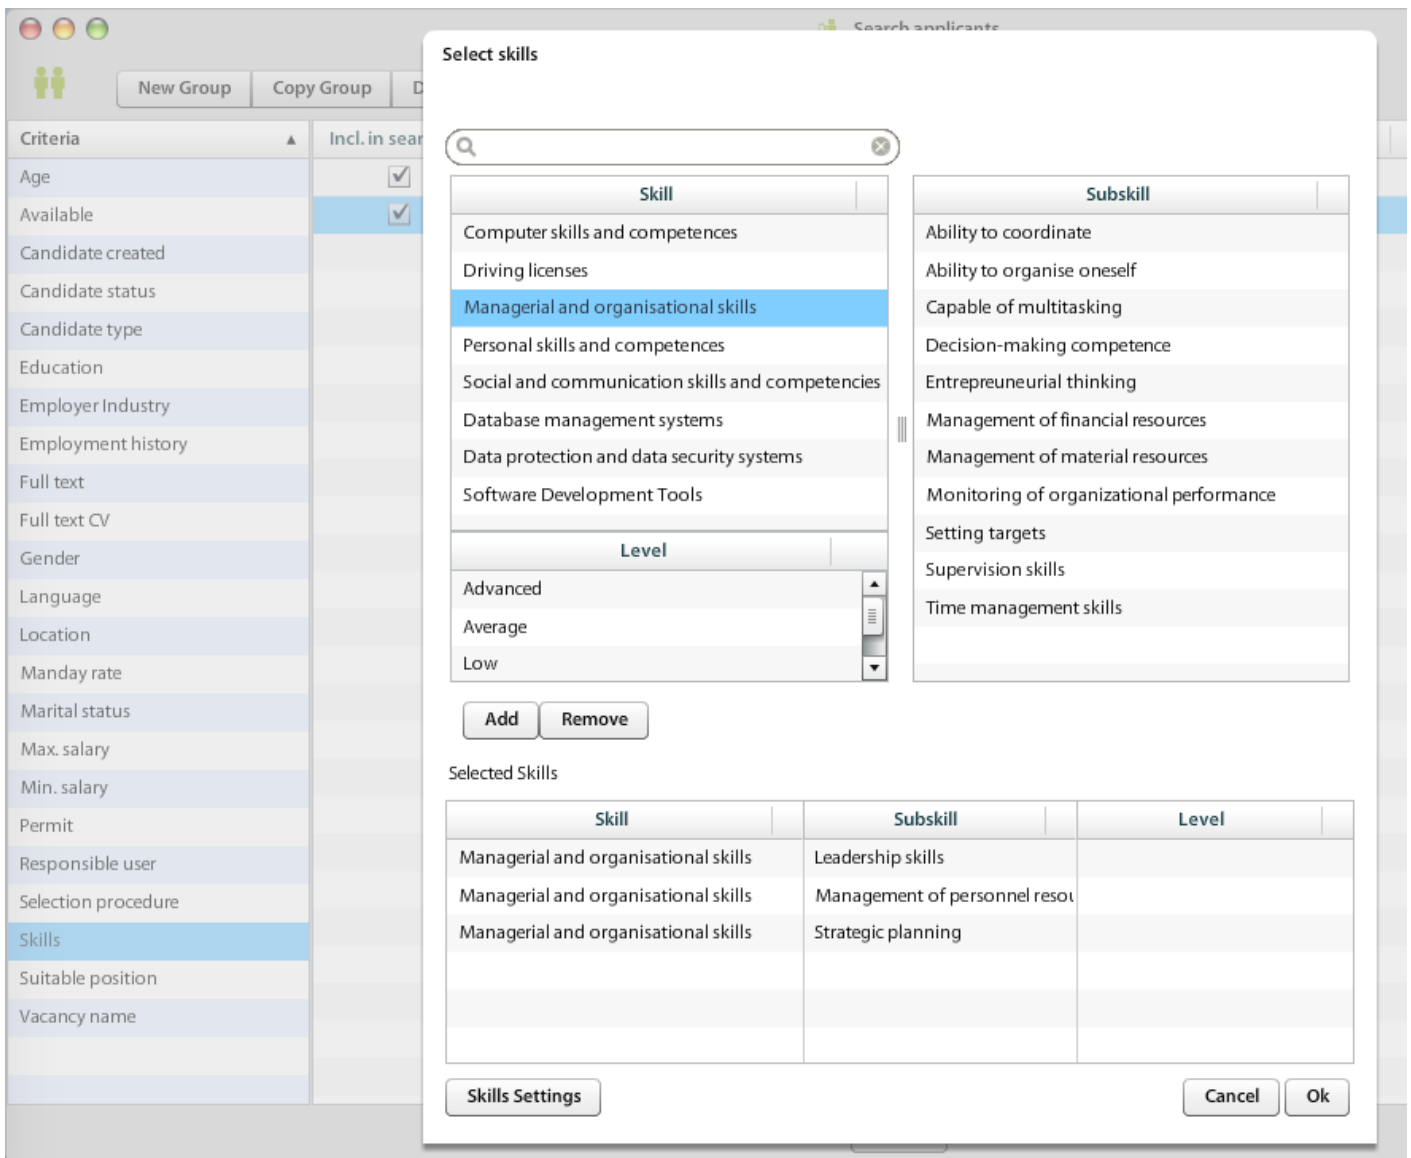 Search applicants
Select skills
New Group
Copy Group
Criteria
Incl. in sear
Age
Available
Candidate created
Candidate status
Candidate type
Education
Employer Industry
Employment history
Full text
Full text CV
Gender
Language
Location
Manday rate
Marital status
Max. salary
Min. salary
Permit
Responsible user
Selection procedure
Skills
Suitable position
Vacancy name
Skill
Computer skills and competences
Driving licenses
Managerial and organisational skills
Personal skills and competences
Social and communication skills and competencies
Database management systems
Data protection and data security systems
Software Development Tools
Level
Advanced
Average
Low
Subskill
Ability to coordinate
Ability to organise oneself
Capable of multitasking
Decision-making competence
Entrepreuneurial thinking
Management of financial resources
Management of material resources
Monitoring of organizational performance
Setting targets
Supervision skills
Time management skills
Add
Remove
Selected Skills
Skill Subskill Level
Managerial and organisational skills Leadership skills
Managerial and organisational skills Management of personnel resou
Managerial and organisational skills Strategic planning
Skills Settings
Cancel
Ok